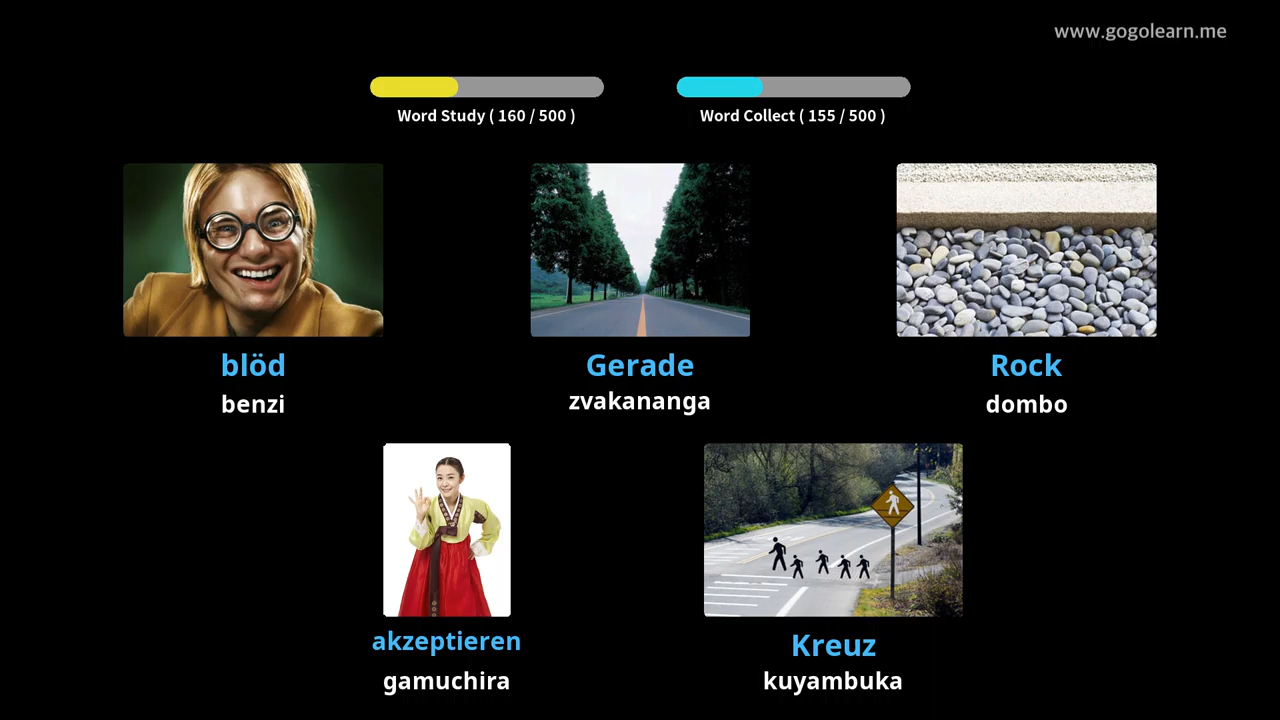 www.gogolearn.me
Word Study ( 160 / 500 )
Word Collect ( 155 / 500 )
blöd
benzi
Gerade
zvakananga
Rock
dombo
akzeptieren
gamuchira
Kreuz
kuyambuka